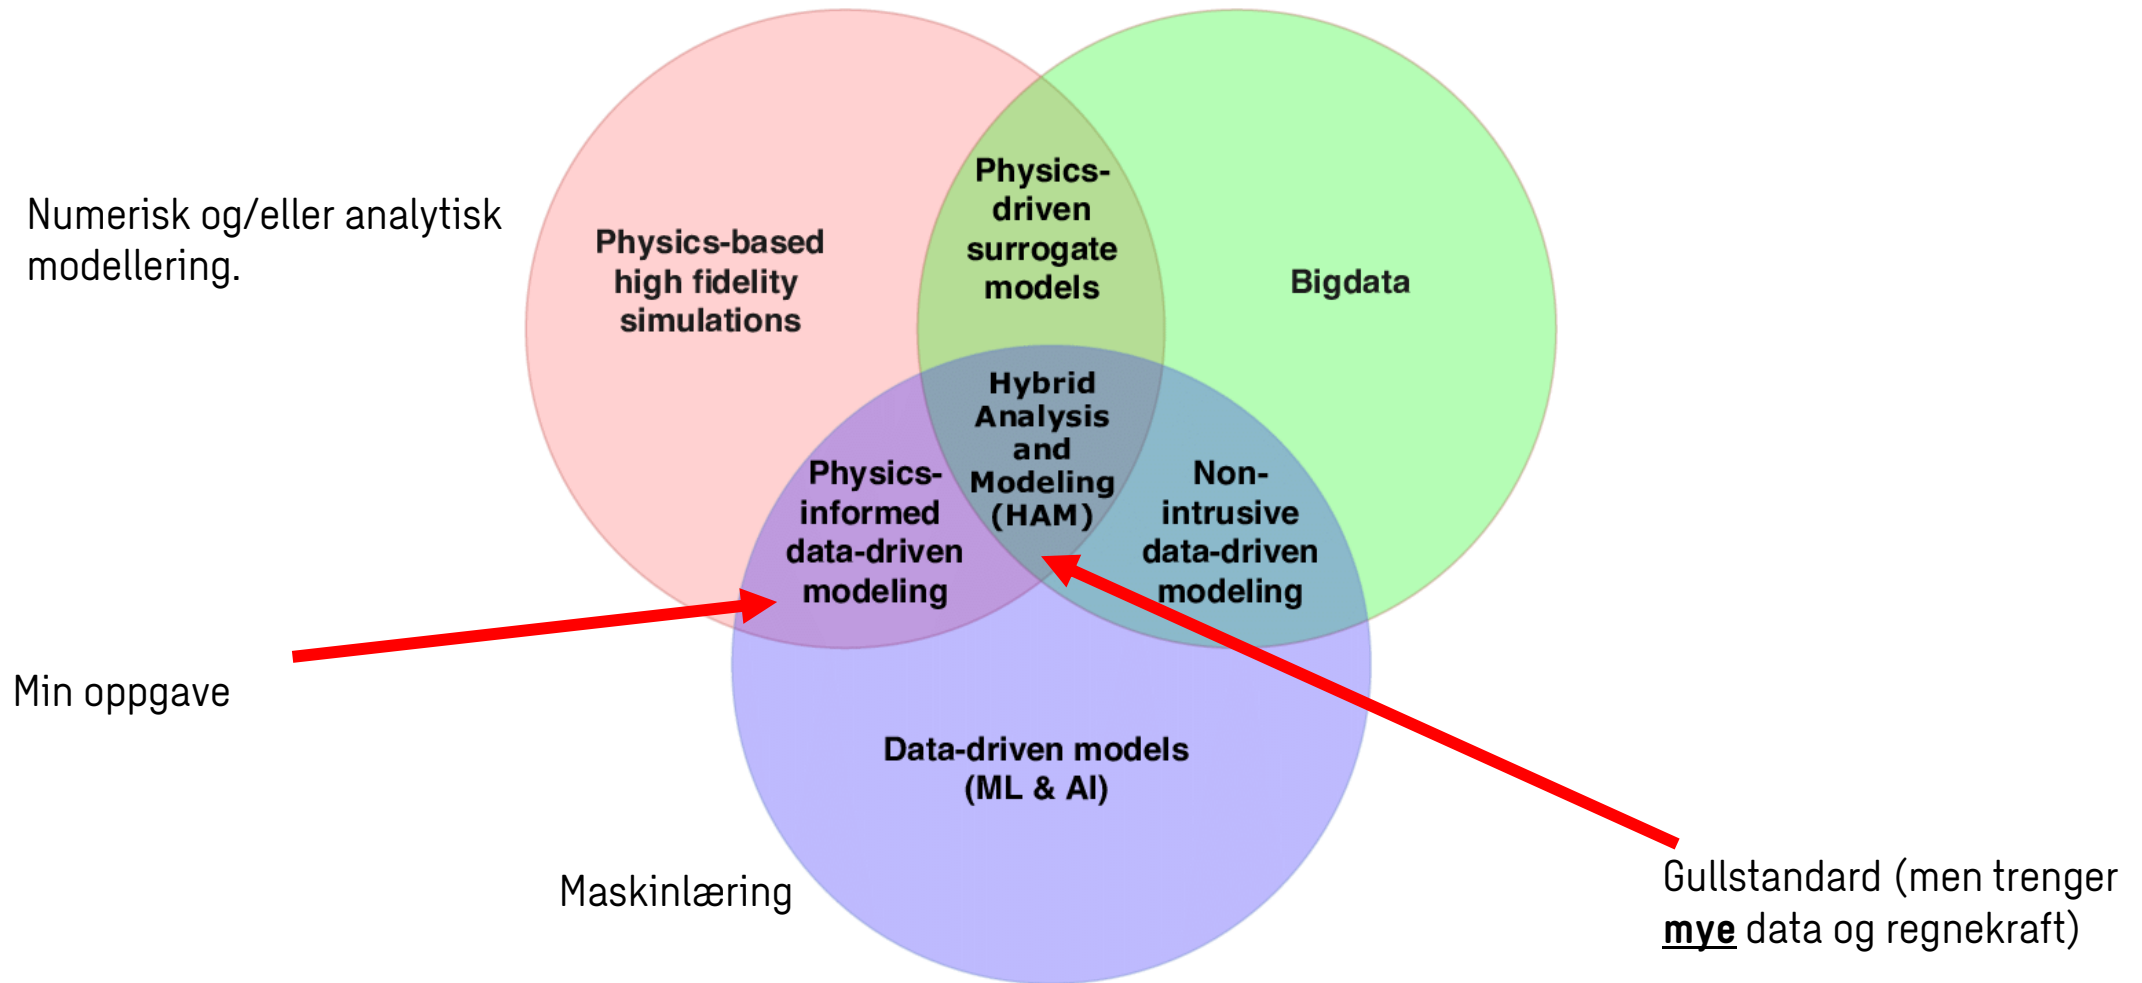 Numerisk og/eller analytisk
modellering.
Physics-based
high fidelity
simulations
Physics-
driven
surrogate
models
Bigdata
Hybrid
Analysis
and
Modeling
(HAM)
Physics-
informed
data-driven
modeling
Non-
intrusive
data-driven
modeling
Min oppgave
Data-driven models
(ML & AI)
Maskinlæring
Gullstandard (men trenger
mye data og regnekraft)